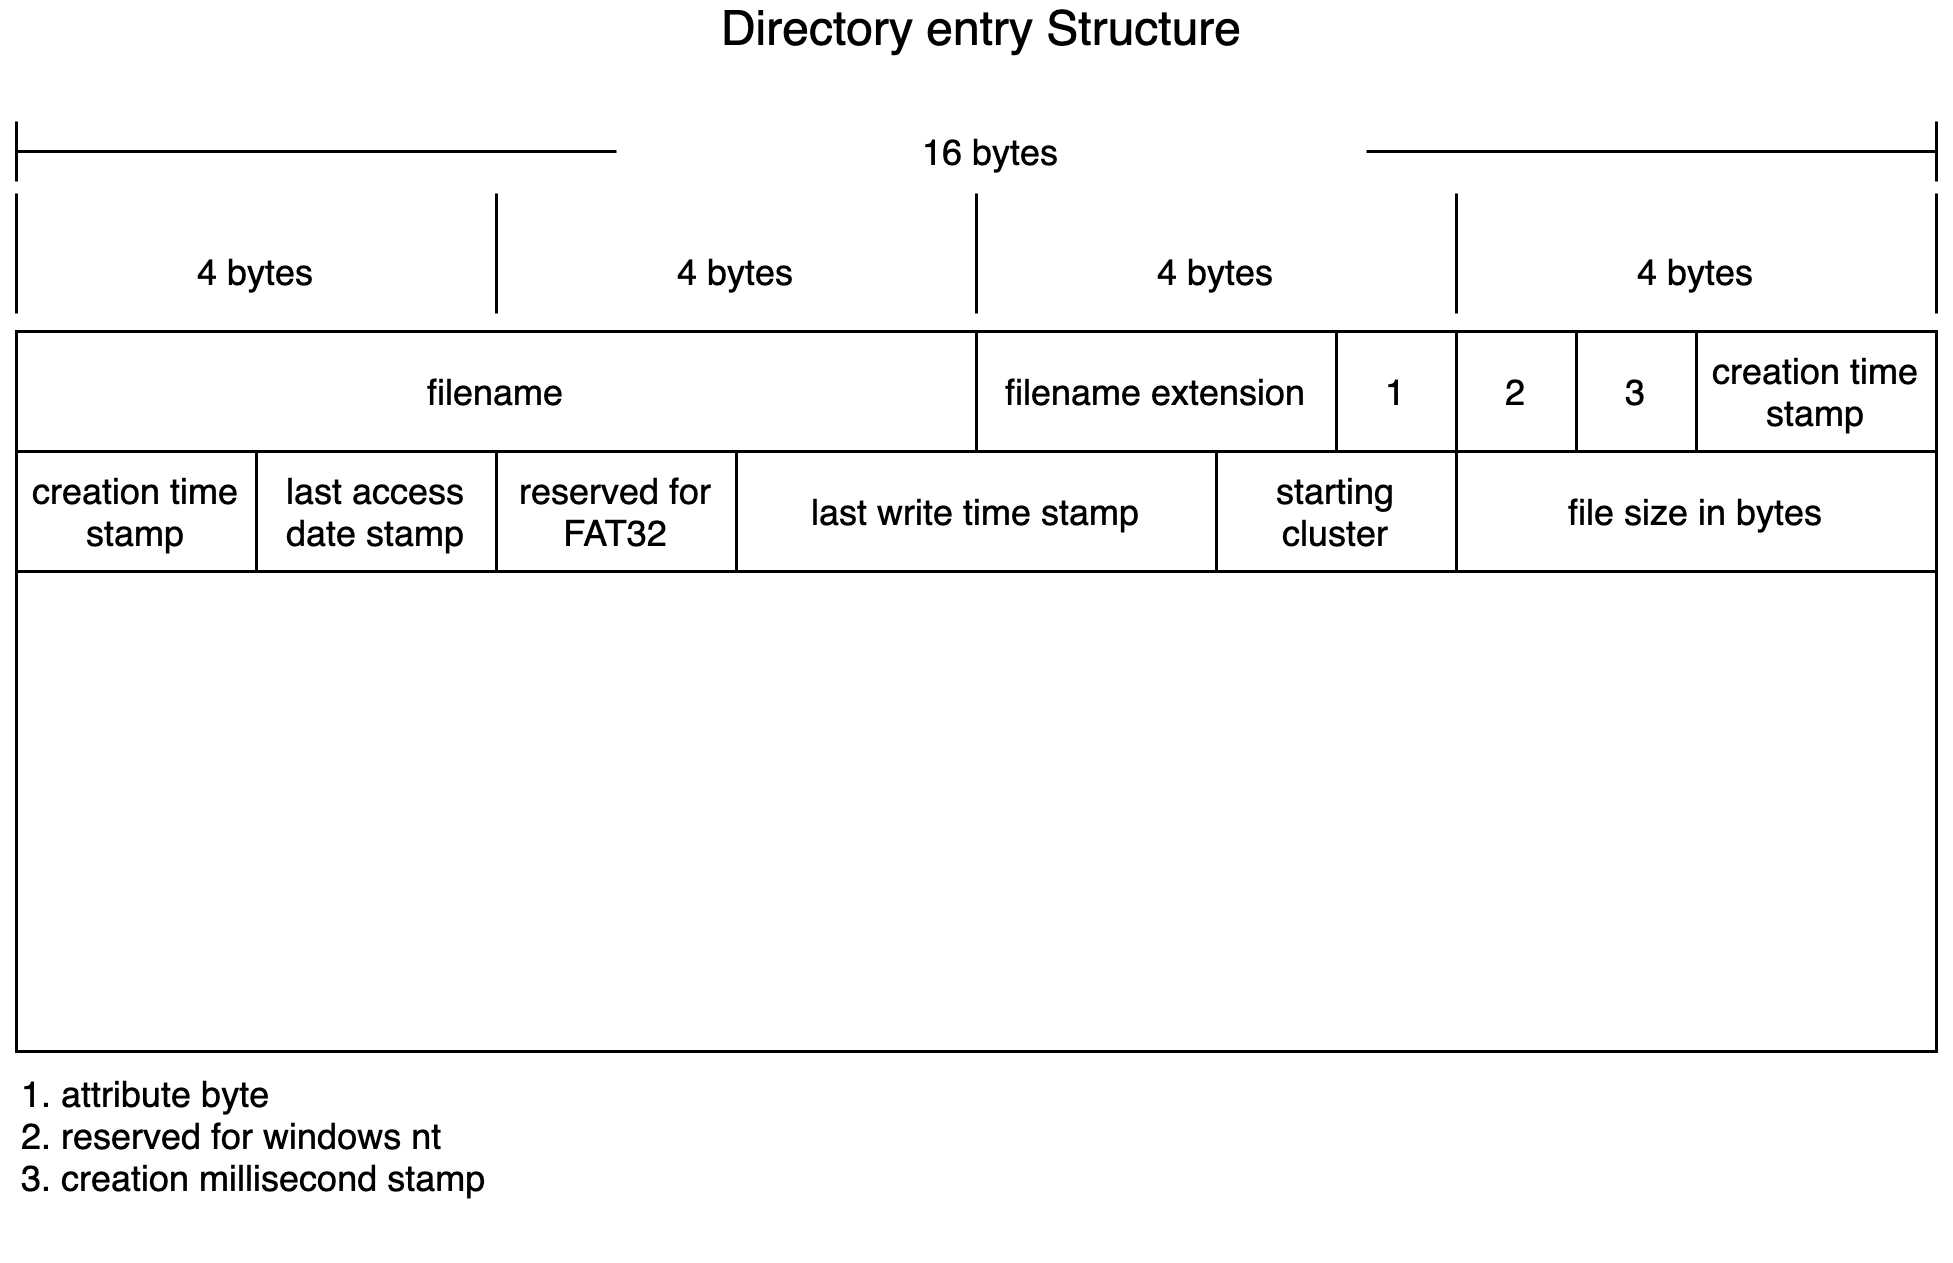 Directory entry Structure
16 bytes
4 bytes
4 bytes
4 bytes
4 bytes
filename
filename extension
1
2
3
creation time
stamp
creation time
stamp
last access
date stamp
reserved for
FAT32
last write time stamp
starting
cluster
file size in bytes
1. attribute byte
2. reserved for windows nt
3. creation millisecond stamp